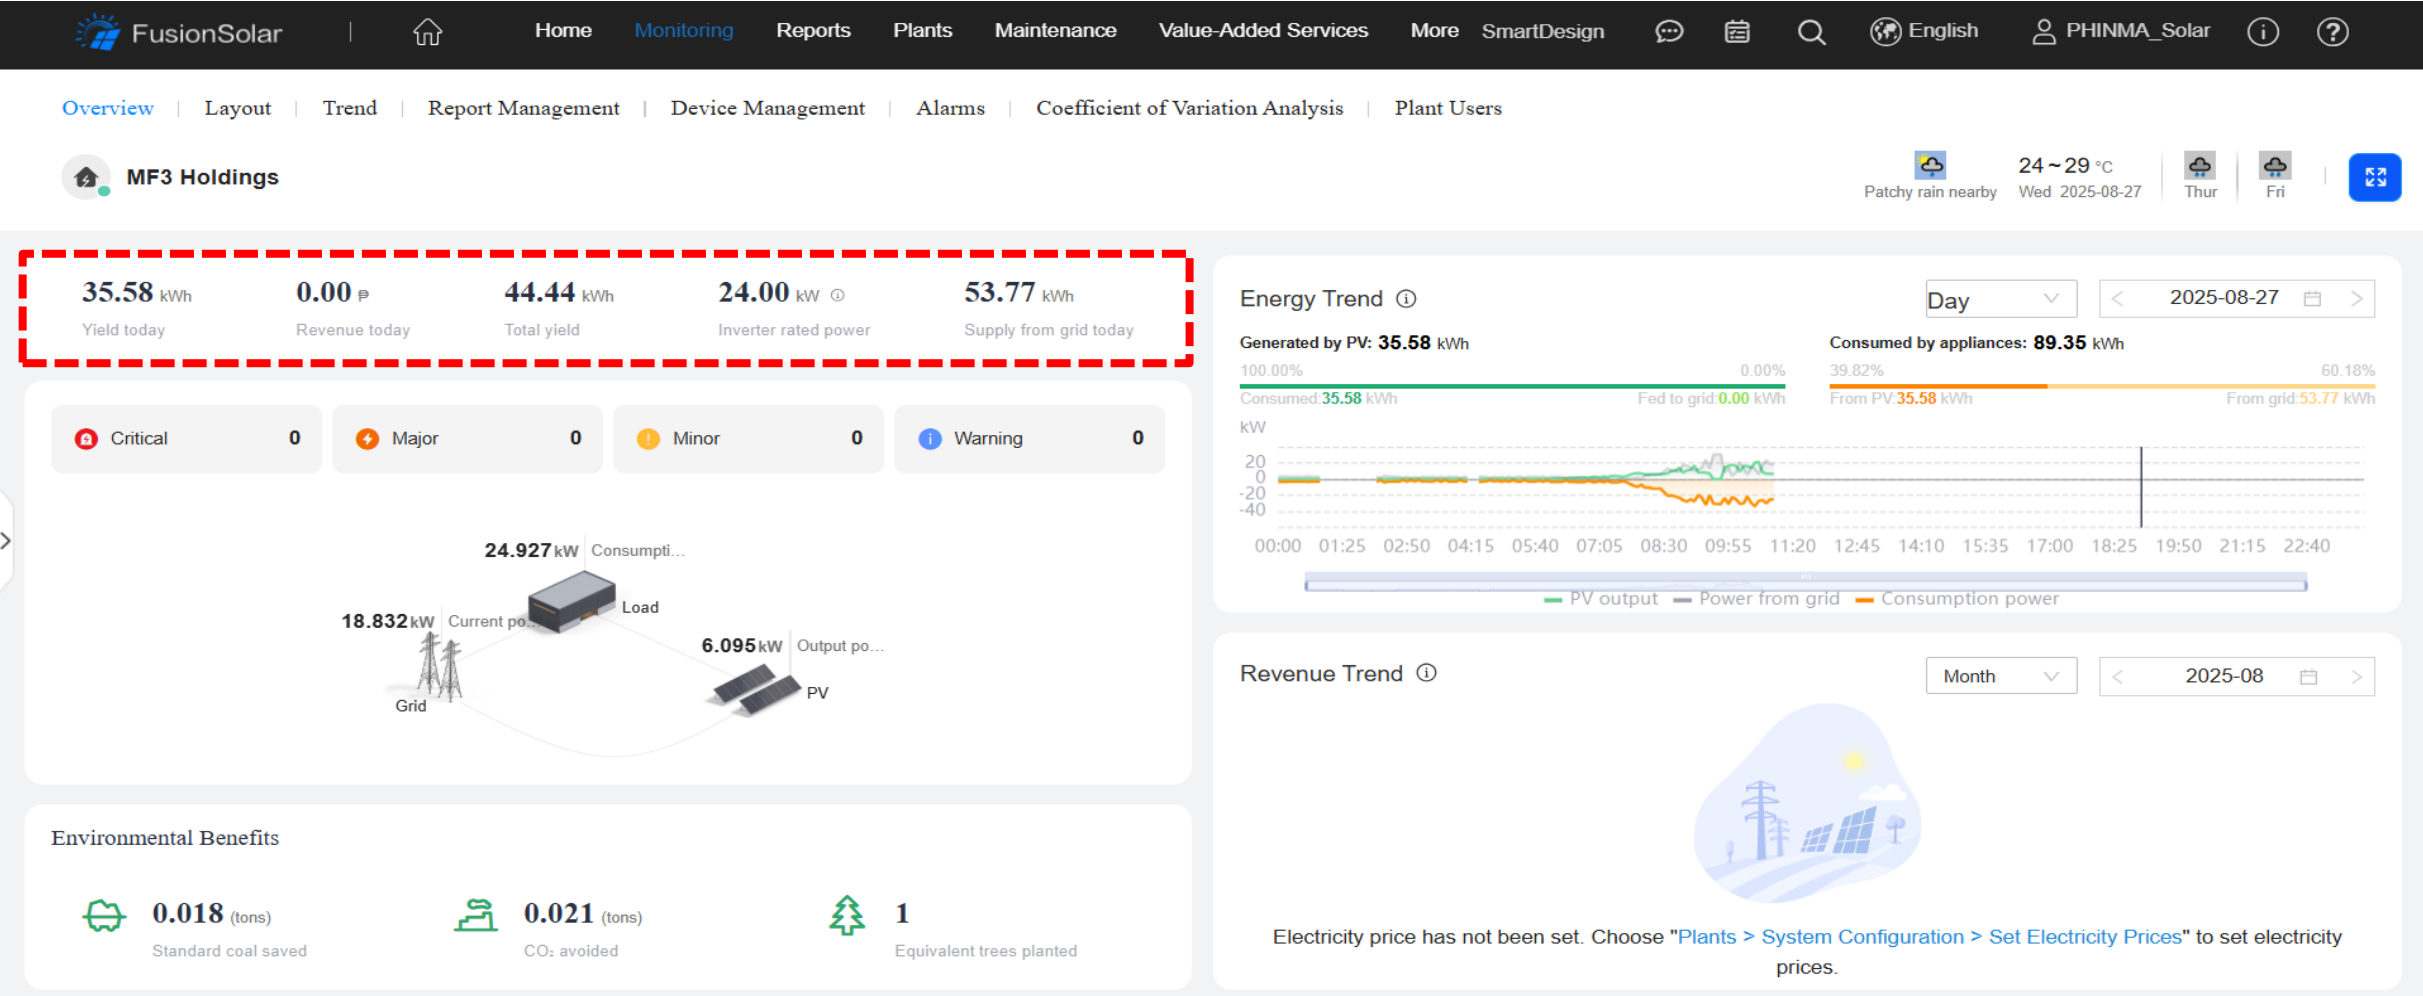 FusionSolar | Home Monitoring Reports Plants Maintenance Value-Added Services More SmartDesign English PHINMA_Solar
Overview | Layout | Trend | Report Management | Device Management | Alarms | Coefficient of Variation Analysis | Plant Users
MF3 Holdings
Patchy rain nearby
24 ~ 29 °C
Wed 2025-08-27
Thur
Fri
35.58 kWh
Yield today
0.00 ₱
Revenue today
44.44 kWh
Total yield
24.00 kW
Inverter rated power
53.77 kWh
Supply from grid today
Critical 0
Major 0
Minor 0
Warning 0
24.927 kW Consumpti...
Load
18.832 kW Current po...
Grid
6.095 kW Output po...
PV
Environmental Benefits
0.018 (tons)
Standard coal saved
0.021 (tons)
CO₂ avoided
1
Equivalent trees planted
Energy Trend
Day
2025-08-27
Generated by PV: 35.58 kWh
100.00% 0.00%
Consumed:35.58 kWh Fed to grid:0.00 kWh
Consumed by appliances: 89.35 kWh
39.82% 60.18%
From PV:35.58 kWh From grid:53.77 kWh
kW
20
0
-20
-40
00:00 01:25 02:50 04:15 05:40 07:05 08:30 09:55 11:20 12:45 14:10 15:35 17:00 18:25 19:50 21:15 22:40
PV output Power from grid Consumption power
Revenue Trend
Month
2025-08
Electricity price has not been set. Choose "Plants > System Configuration > Set Electricity Prices" to set electricity
prices.